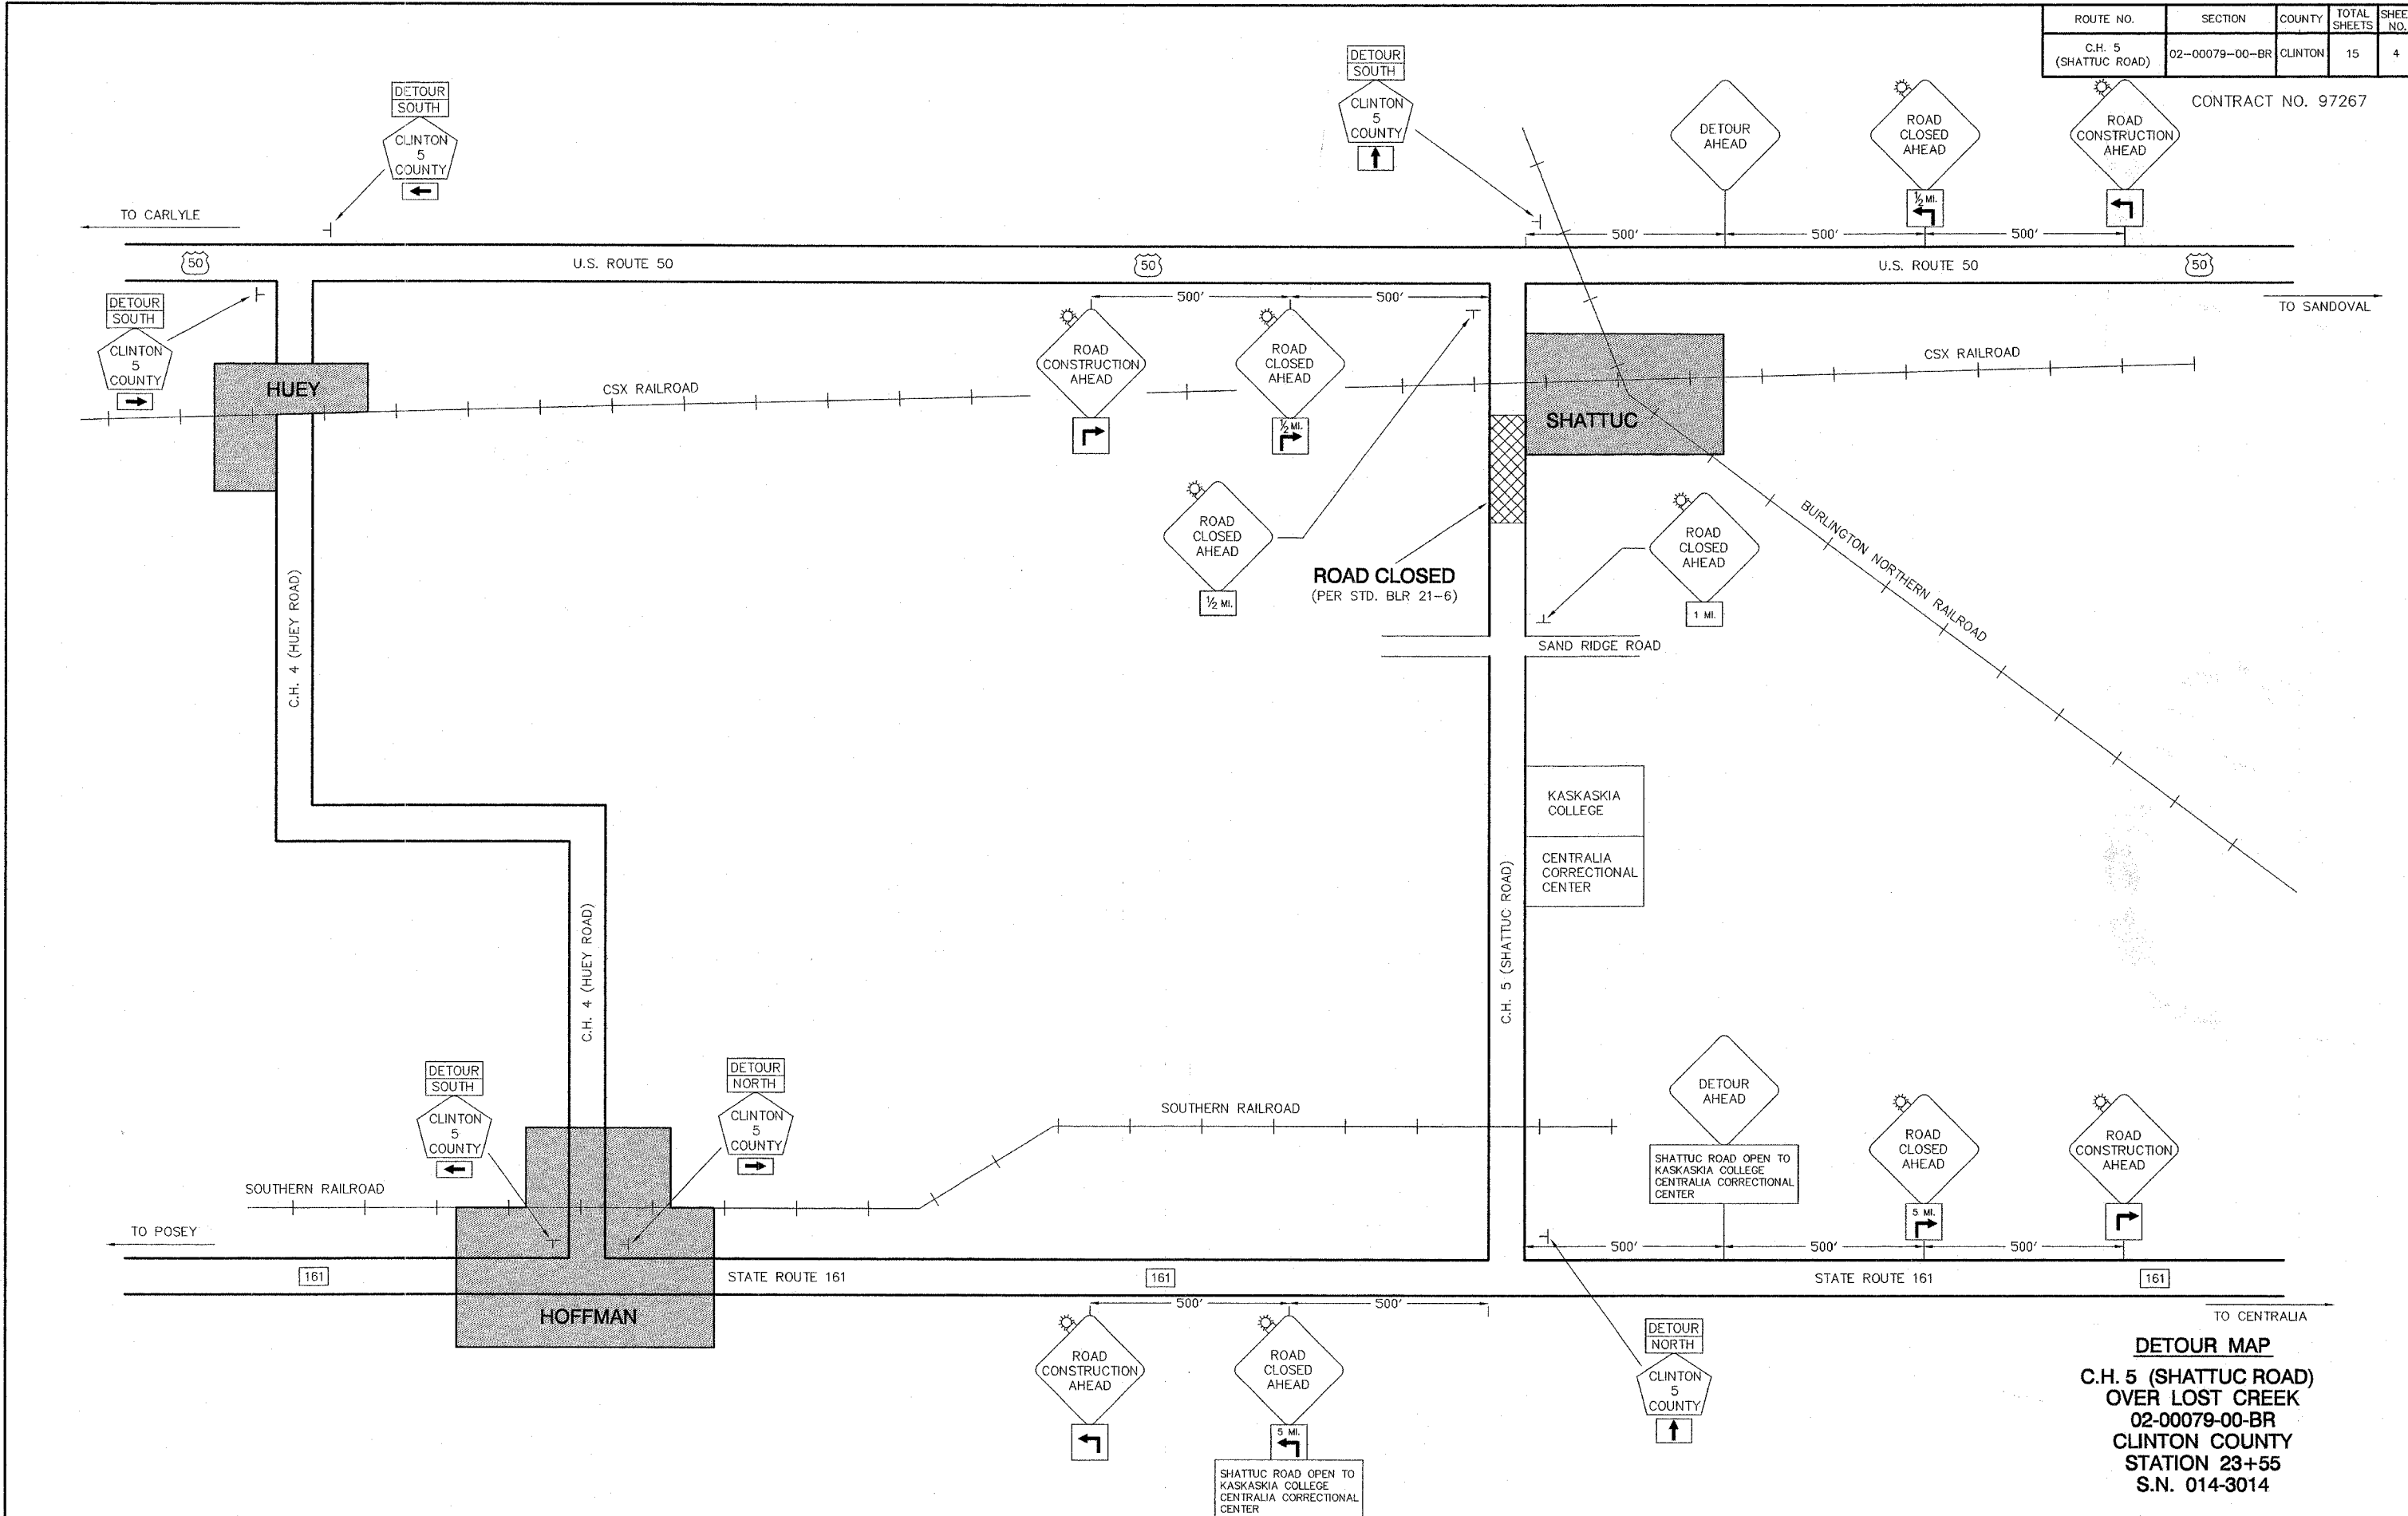 ROUTE NO.
SECTION
COUNTY
TOTAL
SHEETS
SHEE
NO.
C.H. 5
(SHATTUC ROAD)
02-00079-00-BR
CLINTON
15
4
CONTRACT NO. 97267
DETOUR
SOUTH
CLINTON
5
COUNTY
DETOUR
SOUTH
CLINTON
5
COUNTY
DETOUR
AHEAD
ROAD
CLOSED
AHEAD
½ MI.
ROAD
CONSTRUCTION
AHEAD
TO CARLYLE
500'
500'
500'
50
U.S. ROUTE 50
50
U.S. ROUTE 50
50
TO SANDOVAL
DETOUR
SOUTH
CLINTON
5
COUNTY
HUEY
CSX RAILROAD
500'
500'
ROAD
CONSTRUCTION
AHEAD
ROAD
CLOSED
AHEAD
½ MI.
CSX RAILROAD
SHATTUC
ROAD
CLOSED
AHEAD
½ MI.
ROAD CLOSED
(PER STD. BLR 21-6)
ROAD
CLOSED
AHEAD
1 MI.
BURLINGTON NORTHERN RAILROAD
SAND RIDGE ROAD
C.H. 4 (HUEY ROAD)
KASKASKIA
COLLEGE
CENTRALIA
CORRECTIONAL
CENTER
C.H. 4 (HUEY ROAD)
C.H. 5 (SHATTUC ROAD)
DETOUR
SOUTH
CLINTON
5
COUNTY
DETOUR
NORTH
CLINTON
5
COUNTY
SOUTHERN RAILROAD
SOUTHERN RAILROAD
DETOUR
AHEAD
SHATTUC ROAD OPEN TO
KASKASKIA COLLEGE
CENTRALIA CORRECTIONAL
CENTER
ROAD
CLOSED
AHEAD
5 MI.
ROAD
CONSTRUCTION
AHEAD
TO POSEY
500'
500'
500'
161
STATE ROUTE 161
161
STATE ROUTE 161
161
TO CENTRALIA
HOFFMAN
500'
500'
ROAD
CONSTRUCTION
AHEAD
ROAD
CLOSED
AHEAD
5 MI.
SHATTUC ROAD OPEN TO
KASKASKIA COLLEGE
CENTRALIA CORRECTIONAL
CENTER
DETOUR
NORTH
CLINTON
5
COUNTY
DETOUR MAP
C.H. 5 (SHATTUC ROAD)
OVER LOST CREEK
02-00079-00-BR
CLINTON COUNTY
STATION 23+55
S.N. 014-3014